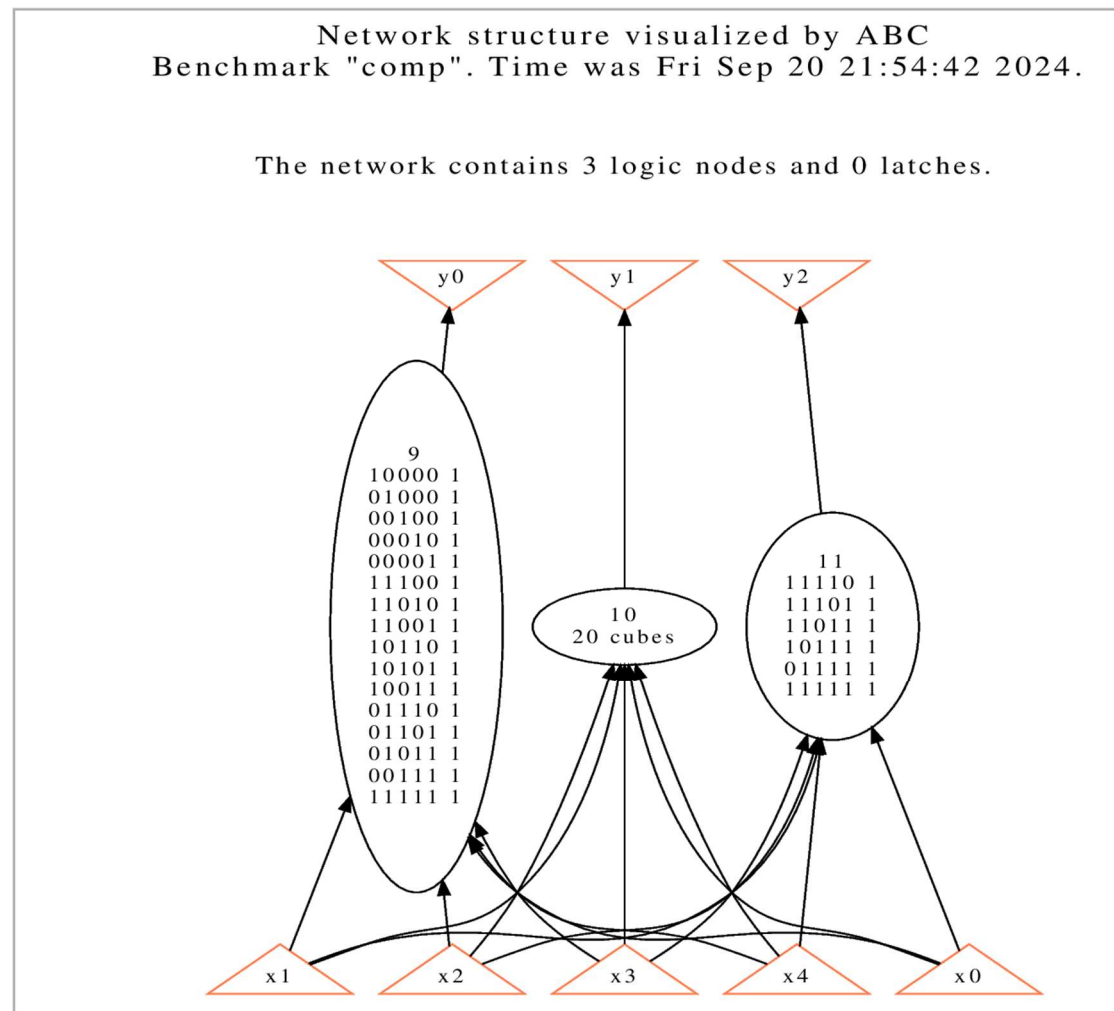 Network structure visualized by ABC
Benchmark "comp". Time was Fri Sep 20 21:54:42 2024.
The network contains 3 logic nodes and 0 latches.
y0
y1
y2
9
10000 1
01000 1
00100 1
00010 1
00001 1
11100 1
11010 1
11001 1
10110 1
10101 1
10011 1
01110 1
01101 1
01011 1
00111 1
11111 1
10
20 cubes
11
11110 1
11101 1
11011 1
10111 1
01111 1
11111 1
x1
x2
x3
x4
x0